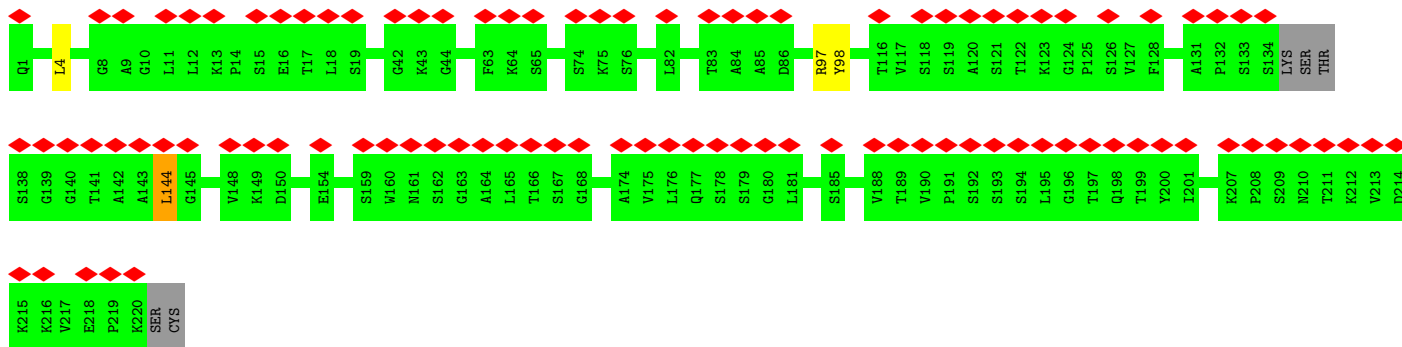 Q1 L4 G8 A9 G10 L11 L12 K13 P14 S15 E16 T17 L18 S19 G42 K43 G44 F63 K64 S65 S74 K75 S76 L82 T83 A84 A85 D86 R97 Y98 T116 V117 S118 S119 A120 S121 T122 K123 G124 P125 S126 V127 F128 A131 P132 S133 S134 LYS SER THR
S138 G139 G140 T141 A142 A143 L144 G145 V148 K149 D150 E154 S159 W160 N161 S162 G163 A164 L165 T166 S167 G168 A174 V175 L176 Q177 S178 S179 G180 L181 S185 V188 T189 V190 P191 S192 S193 S194 L195 G196 T197 Q198 T199 Y200 I201 K207 P208 S209 N210 T211 K212 V213 D214
K215 K216 V217 E218 P219 K220 SER CYS